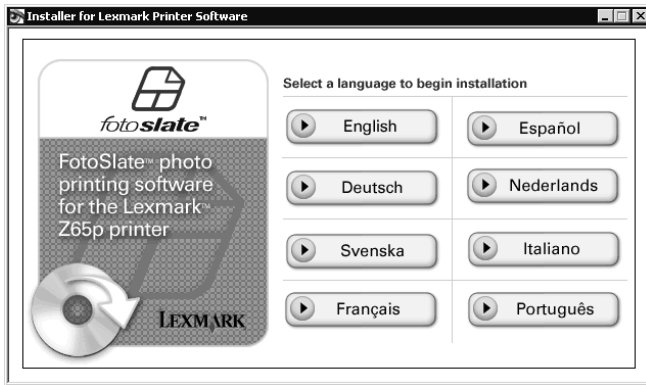 Installer for Lexmark Printer Software
fotoslate™
FotoSlate™ photo
printing software
for the Lexmark™
Z65p printer
LEXMARK
Select a language to begin installation
English
Español
Deutsch
Nederlands
Svenska
Italiano
Français
Português